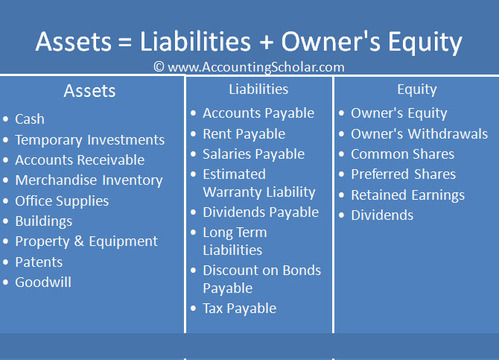 Assets = Liabilities + Owner's Equity
© www.AccountingScholar.com
Assets
• Cash
• Temporary Investments
• Accounts Receivable
• Merchandise Inventory
• Office Supplies
• Buildings
• Property & Equipment
• Patents
• Goodwill
Liabilities
• Accounts Payable
• Rent Payable
• Salaries Payable
• Estimated
Warranty Liability
• Dividends Payable
• Long Term
Liabilities
• Discount on Bonds
Payable
• Tax Payable
Equity
• Owner's Equity
• Owner's Withdrawals
• Common Shares
• Preferred Shares
• Retained Earnings
• Dividends